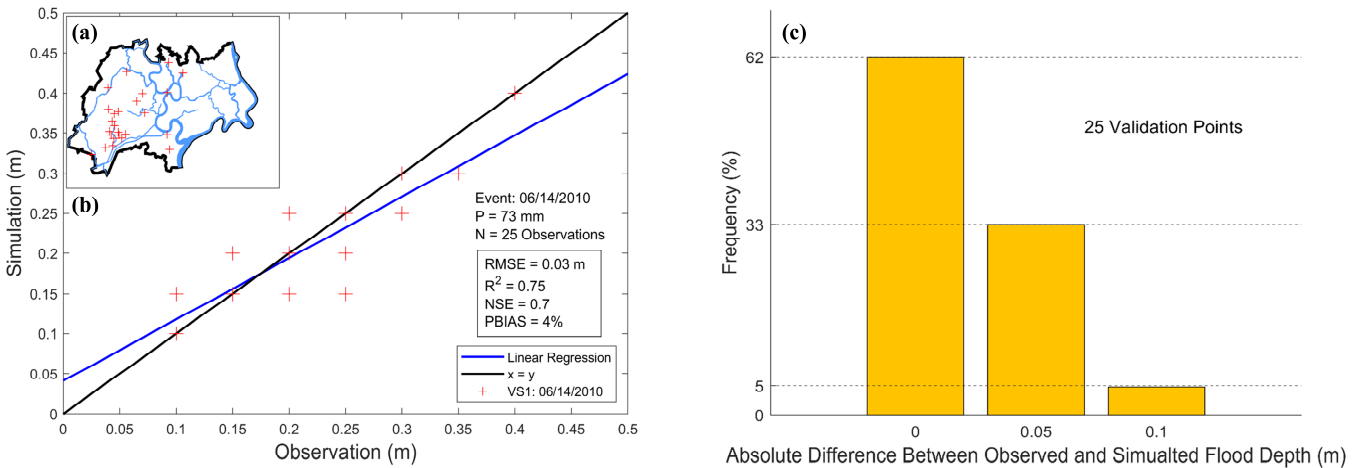 (a)
(b)
0.5
0.45
0.4
0.35
0.3
0.25
0.2
0.15
0.1
0.05
0
Simulation (m)
0 0.05 0.1 0.15 0.2 0.25 0.3 0.35 0.4 0.45 0.5
Observation (m)
Event: 06/14/2010
P = 73 mm
N = 25 Observations
RMSE = 0.03 m
R² = 0.75
NSE = 0.7
PBIAS = 4%
Linear Regression
x = y
VS1: 06/14/2010
(c)
62
33
5
0
Frequency (%)
25 Validation Points
0 0.05 0.1
Absolute Difference Between Observed and Simualted Flood Depth (m)